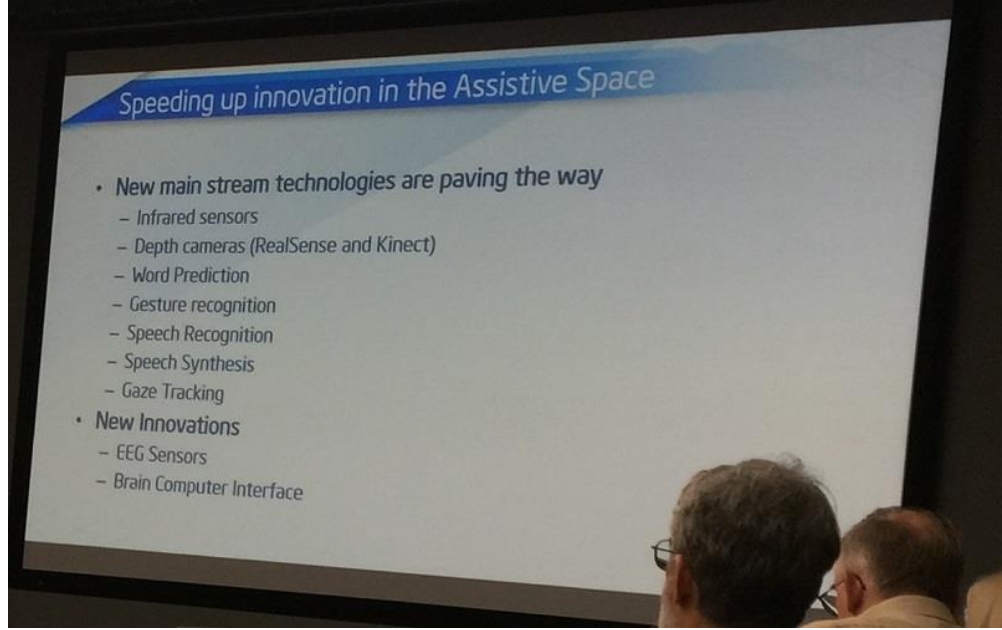 Speeding up innovation in the Assistive Space
• New main stream technologies are paving the way
– Infrared sensors
– Depth cameras (RealSense and Kinect)
– Word Prediction
– Gesture recognition
– Speech Recognition
– Speech Synthesis
– Gaze Tracking
• New Innovations
– EEG Sensors
– Brain Computer Interface